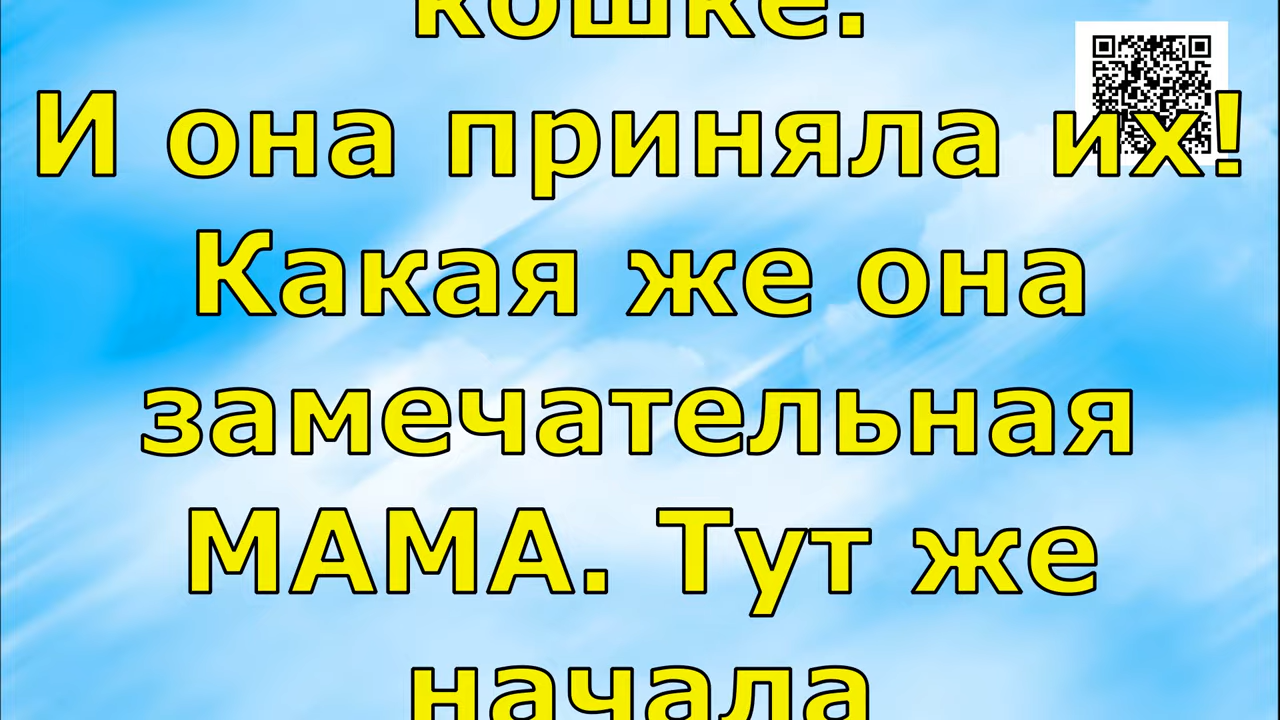 кошке.
И она приняла их!
Какая же она
замечательная
МАМА. Тут же
начала